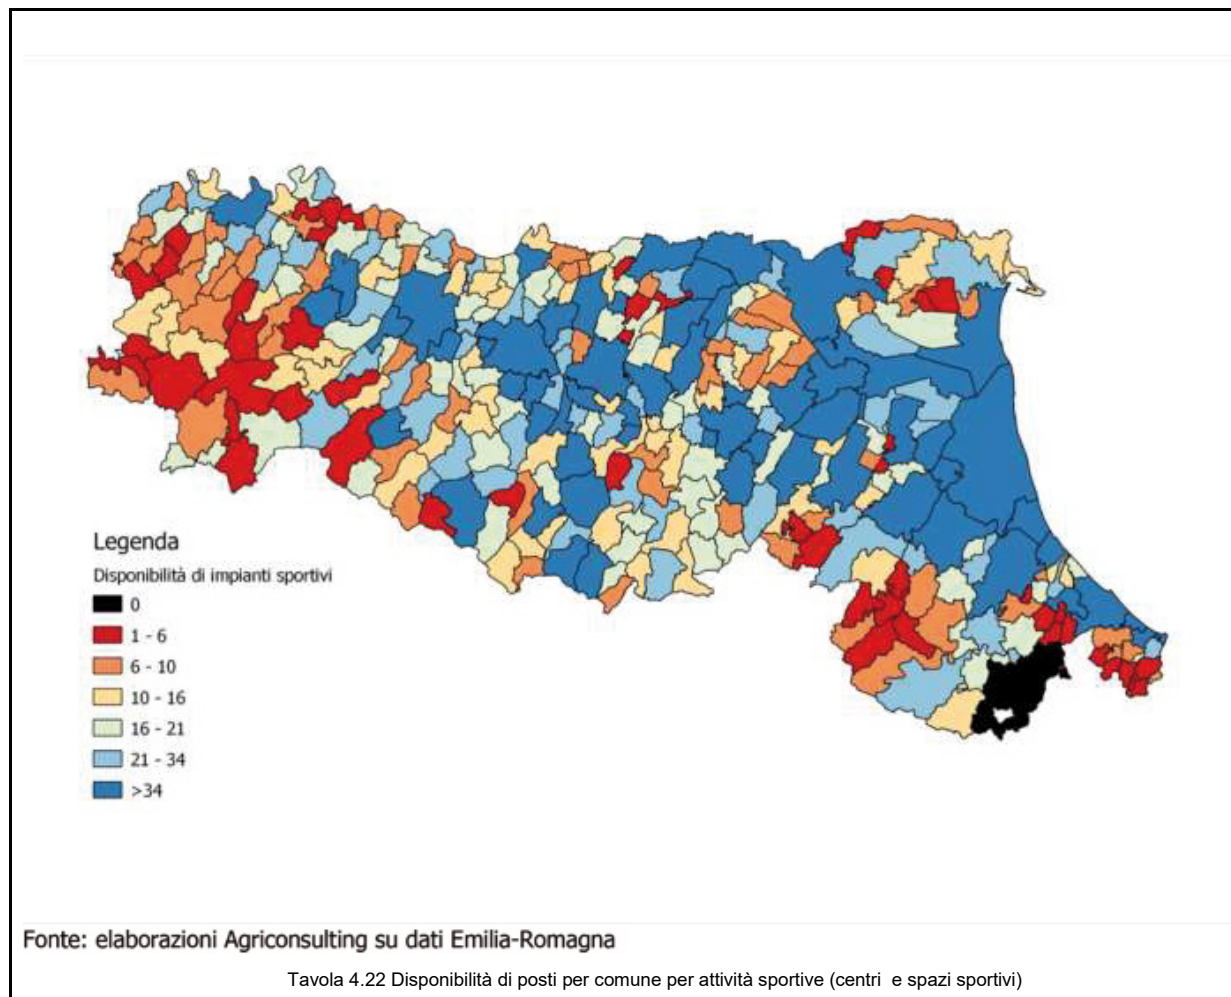 Legenda
Disponibilità di impianti sportivi
0
1 - 6
6 - 10
10 - 16
16 - 21
21 - 34
>34
Fonte: elaborazioni Agriconsulting su dati Emilia-Romagna
Tavola 4.22 Disponibilità di posti per comune per attività sportive (centri e spazi sportivi)